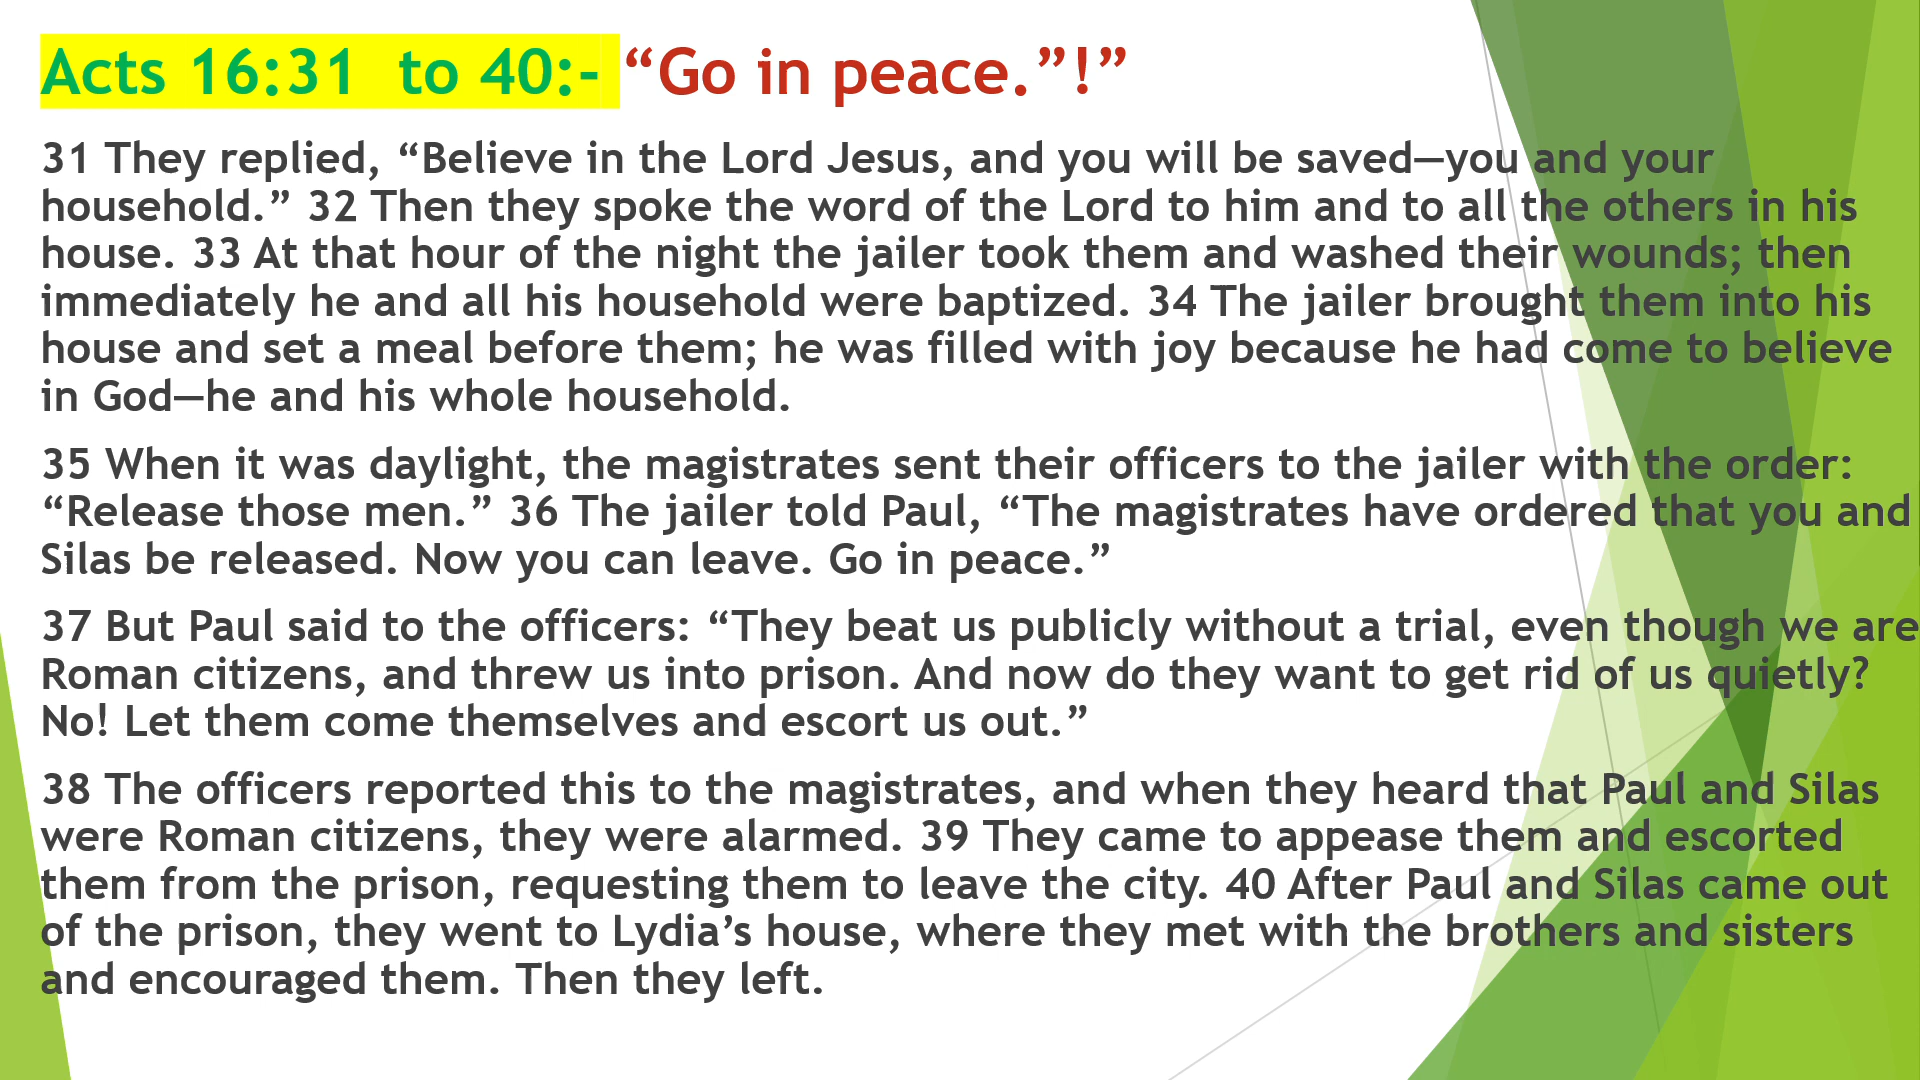 Acts 16:31  to 40:- “Go in peace.”!”
31 They replied, “Believe in the Lord Jesus, and you will be saved—you and your
household.” 32 Then they spoke the word of the Lord to him and to all the others in his
house. 33 At that hour of the night the jailer took them and washed their wounds; then
immediately he and all his household were baptized. 34 The jailer brought them into his
house and set a meal before them; he was filled with joy because he had come to believe
in God—he and his whole household.
35 When it was daylight, the magistrates sent their officers to the jailer with the order:
“Release those men.” 36 The jailer told Paul, “The magistrates have ordered that you and
Silas be released. Now you can leave. Go in peace.”
37 But Paul said to the officers: “They beat us publicly without a trial, even though we are
Roman citizens, and threw us into prison. And now do they want to get rid of us quietly?
No! Let them come themselves and escort us out.”
38 The officers reported this to the magistrates, and when they heard that Paul and Silas
were Roman citizens, they were alarmed. 39 They came to appease them and escorted
them from the prison, requesting them to leave the city. 40 After Paul and Silas came out
of the prison, they went to Lydia’s house, where they met with the brothers and sisters
and encouraged them. Then they left.